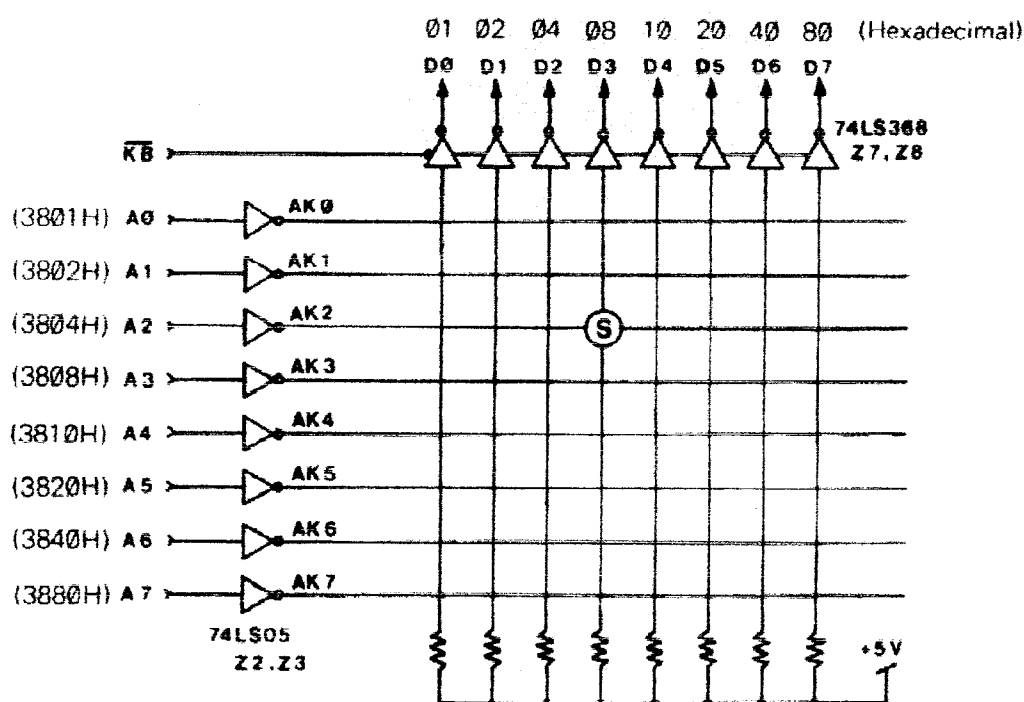 Ø1 Ø2 Ø4 Ø8 1Ø 2Ø 4Ø 8Ø (Hexadecimal)
DØ D1 D2 D3 D4 D5 D6 D7
74LS368
Z7,Z8
KB
(38Ø1H) AØ AKØ
(38Ø2H) A1 AK1
(38Ø4H) A2 AK2 S
(38Ø8H) A3 AK3
(381ØH) A4 AK4
(382ØH) A5 AK5
(384ØH) A6 AK6
(388ØH) A7 AK7
74LS05
Z2,Z3
+5V